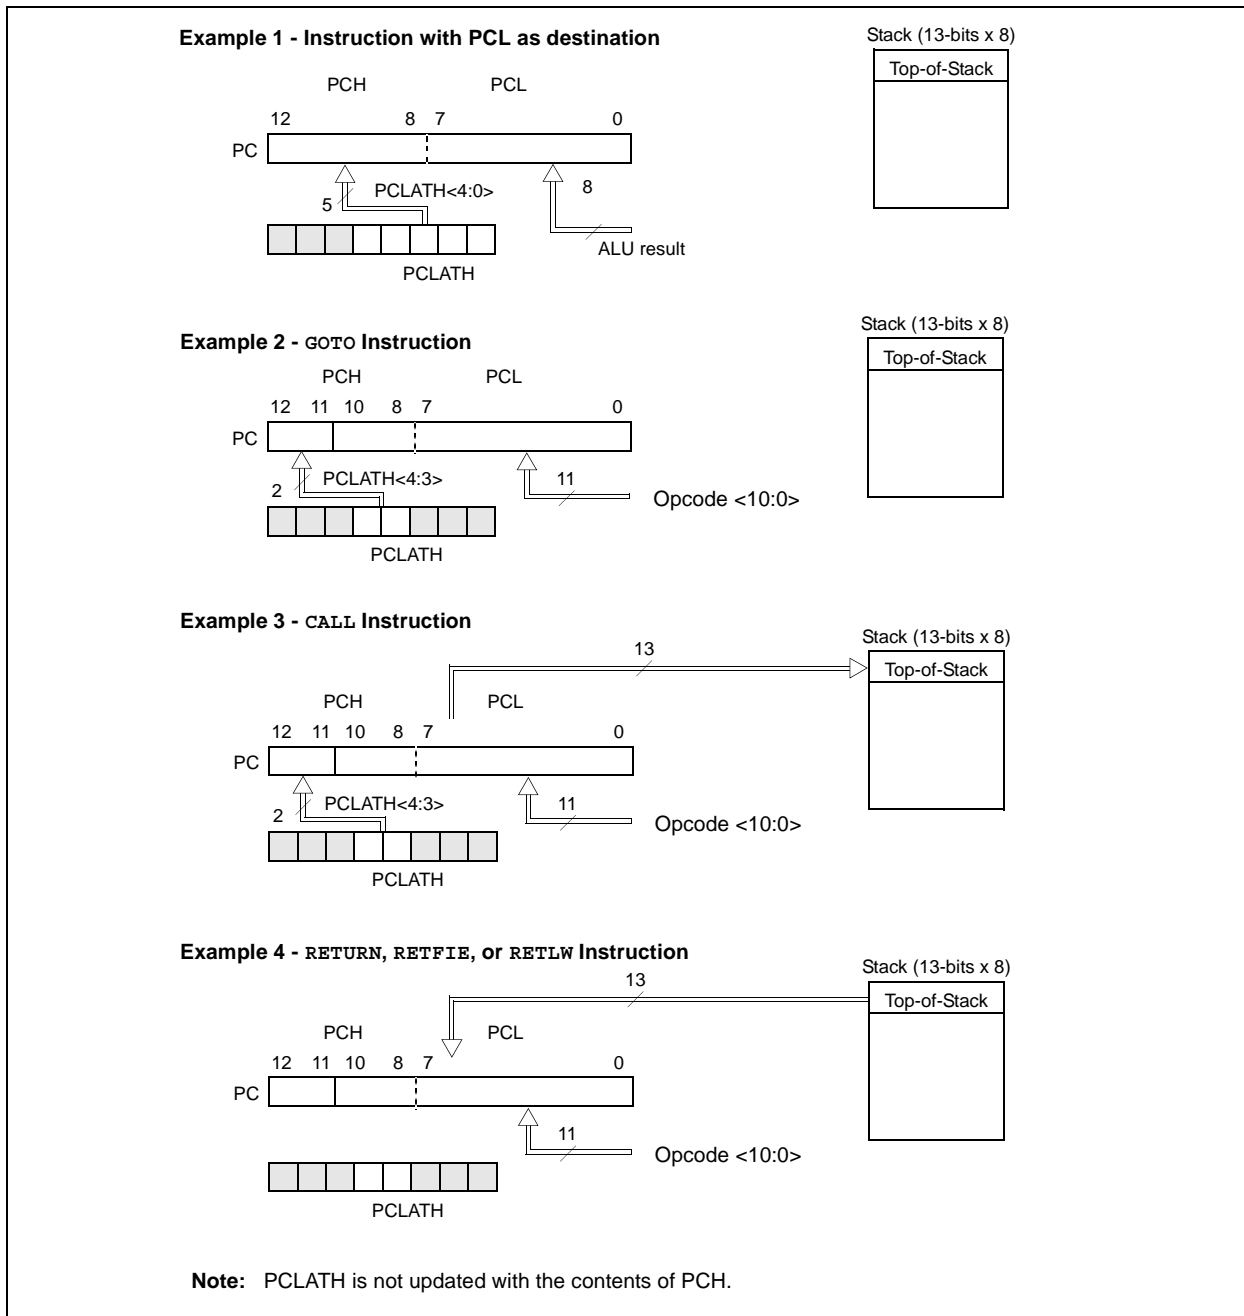 Example 1 - Instruction with PCL as destination
Stack (13-bits x 8)
Top-of-Stack
PCH PCL
12 8 7 0
PC
5 PCLATH<4:0> 8
ALU result
PCLATH
Example 2 - GOTO Instruction
Stack (13-bits x 8)
Top-of-Stack
PCH PCL
12 11 10 8 7 0
PC
2 PCLATH<4:3> 11
Opcode <10:0>
PCLATH
Example 3 - CALL Instruction
Stack (13-bits x 8)
13
Top-of-Stack
PCH PCL
12 11 10 8 7 0
PC
2 PCLATH<4:3> 11
Opcode <10:0>
PCLATH
Example 4 - RETURN, RETFIE, or RETLW Instruction
Stack (13-bits x 8)
13
Top-of-Stack
PCH PCL
12 11 10 8 7 0
PC
11
Opcode <10:0>
PCLATH
Note: PCLATH is not updated with the contents of PCH.